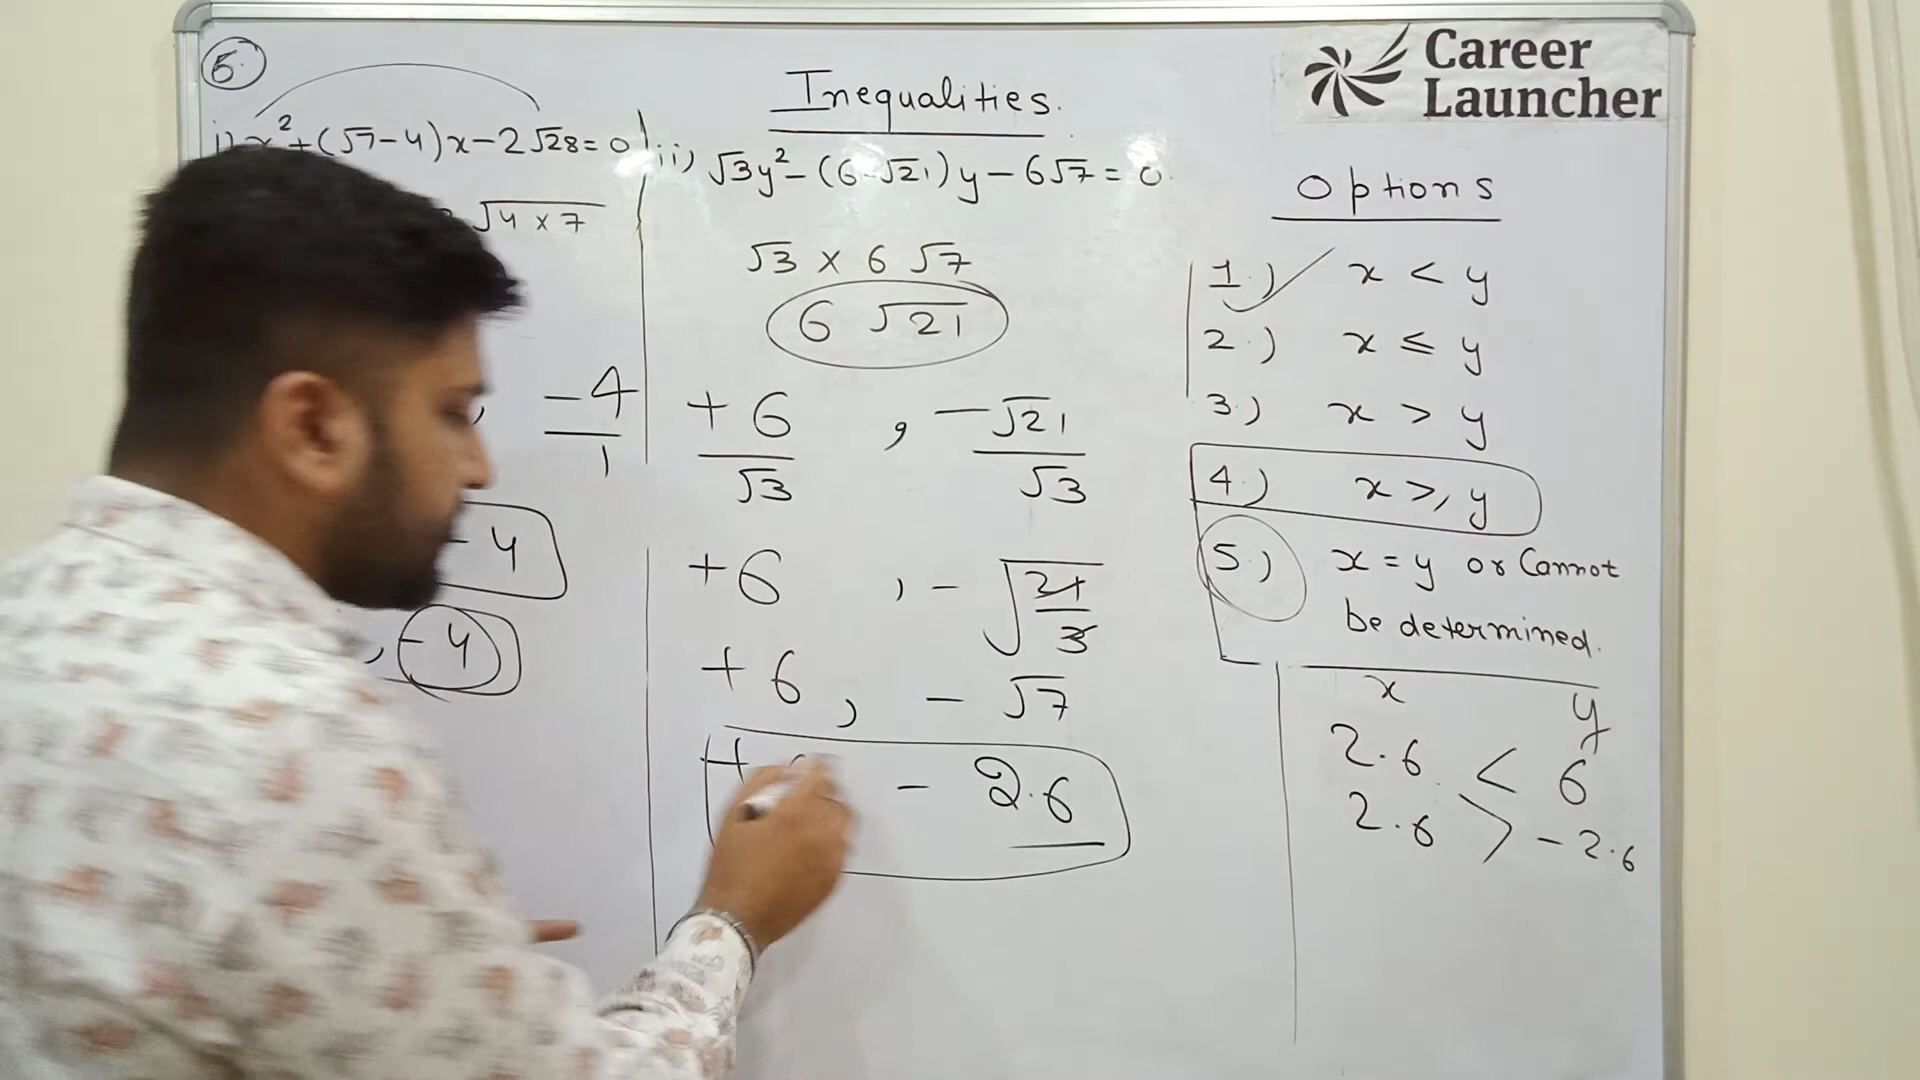 5.
Inequalities.
Career
Launcher
x² + (√7 - 4)x - 2√28 = 0
ii) √3y² - (6 - √21)y - 6√7 = 0
√4 × 7
√3 × 6 √7
6 √21
, -4/1
+6/√3 , -√21/√3
- 4
+6 , - √21/3
, - 4
+6, - √7
+ - 2.6
Options
1.) x < y
2.) x ≤ y
3.) x > y
4.) x ≥ y
5.) x = y or Cannot
be determined.
x y
2.6 < 6
2.6 > -2.6